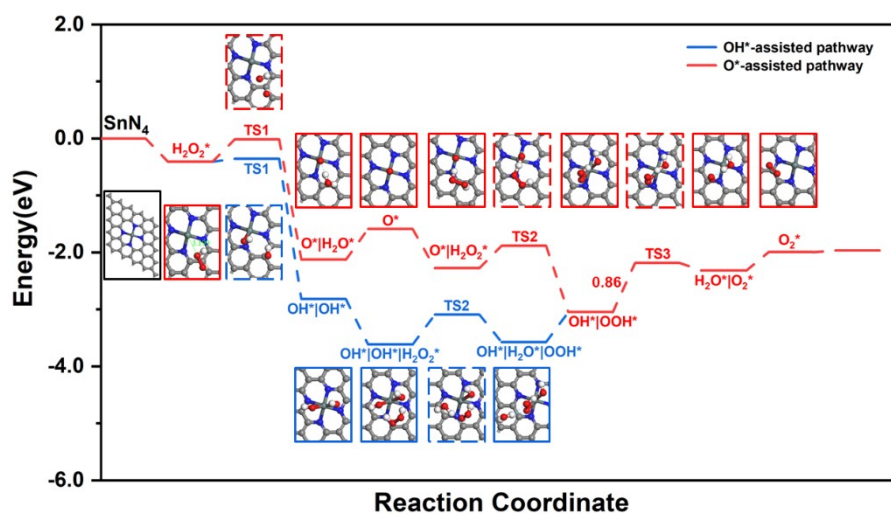 2.0
0.0
-2.0
-4.0
-6.0
Energy(eV)
Reaction Coordinate
OH*-assisted pathway
O*-assisted pathway
SnN₄
H₂O₂*
TS1
TS1
O*|H₂O*
O*
O*|H₂O₂*
TS2
0.86
TS3
O₂*
H₂O*|O₂*
OH*|OOH*
OH*|OH*
TS2
OH*|OH*|H₂O₂*
OH*|H₂O*|OOH*